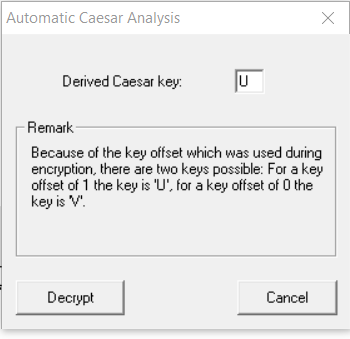 Automatic Caesar Analysis
Derived Caesar key: U
Remark
Because of the key offset which was used during
encryption, there are two keys possible: For a key
offset of 1 the key is 'U', for a key offset of 0 the
key is 'V'.
Decrypt Cancel